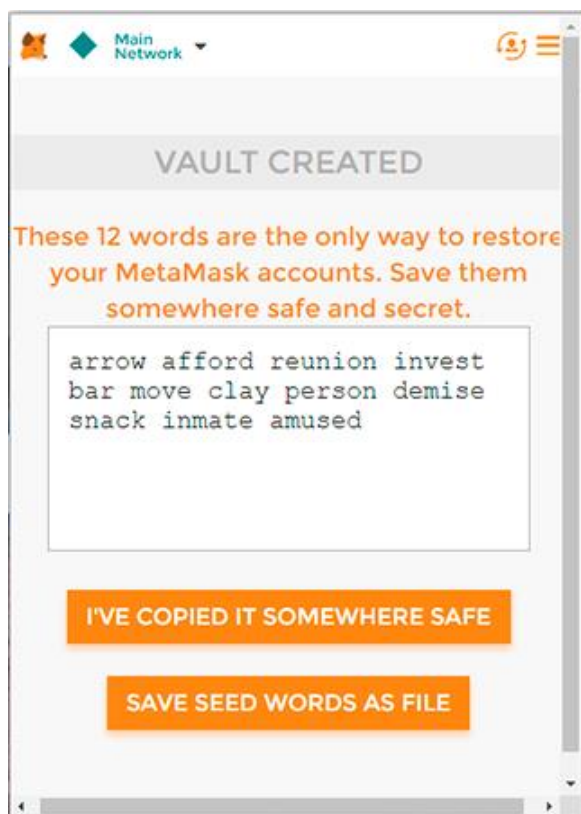 Main
Network
VAULT CREATED
These 12 words are the only way to restore
your MetaMask accounts. Save them
somewhere safe and secret.
arrow afford reunion invest
bar move clay person demise
snack inmate amused
I'VE COPIED IT SOMEWHERE SAFE
SAVE SEED WORDS AS FILE